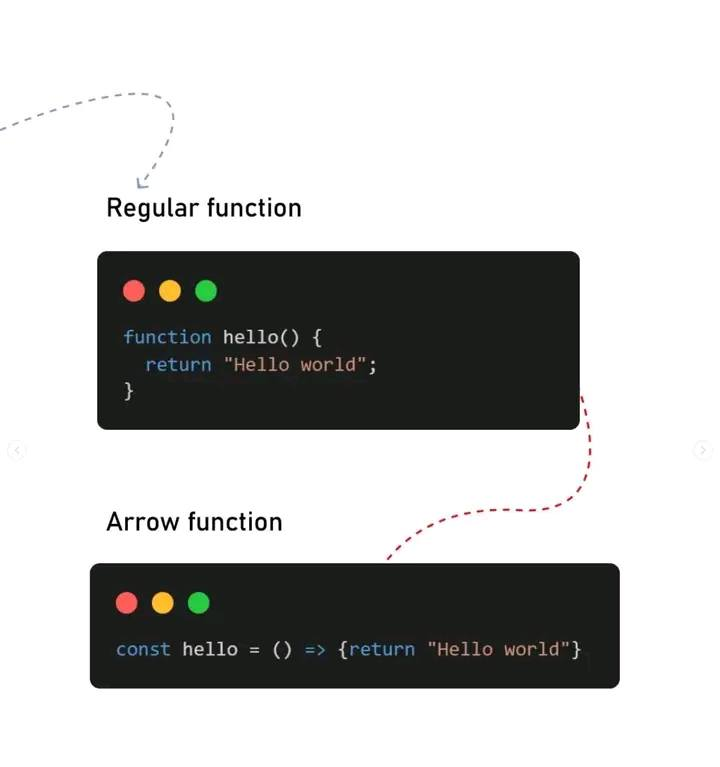 Regular function
function hello() {
  return "Hello world";
}
Arrow function
const hello = () => {return "Hello world"}